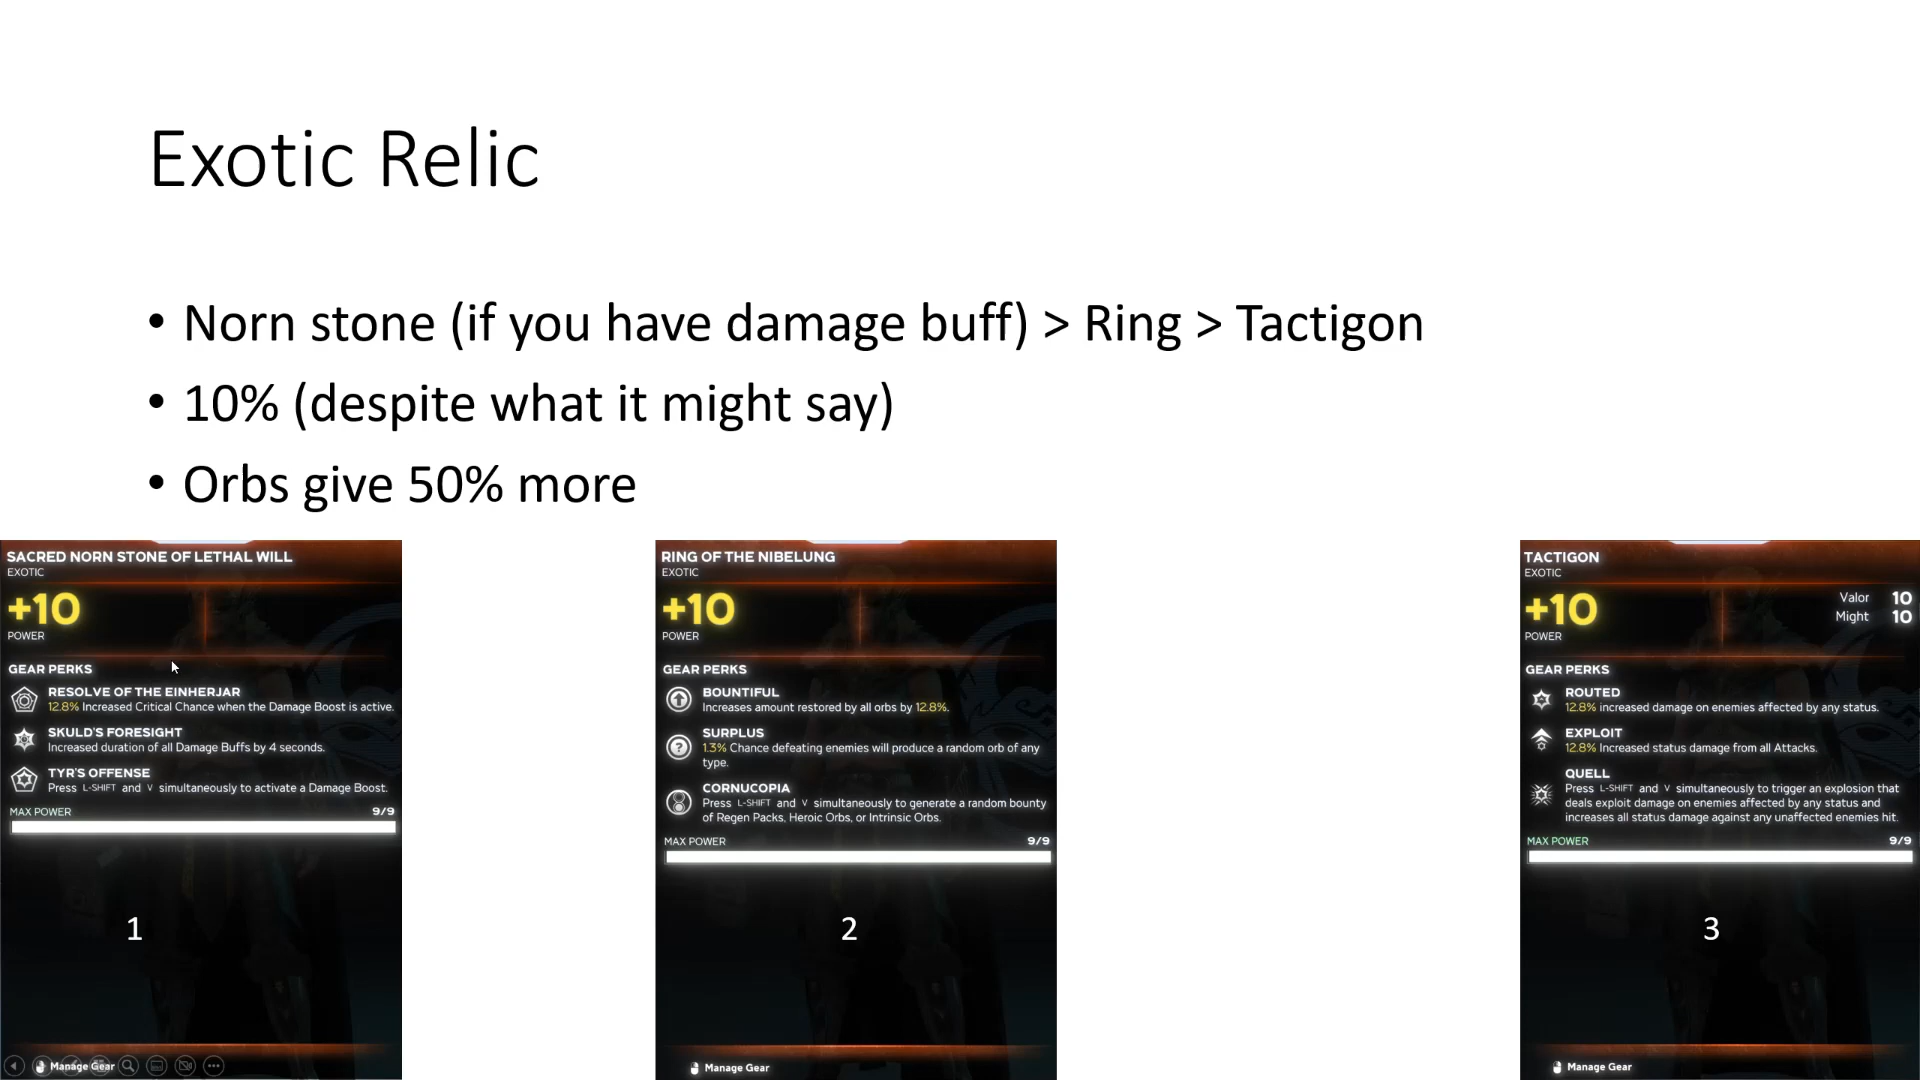 Exotic Relic
• Norn stone (if you have damage buff) > Ring > Tactigon
• 10% (despite what it might say)
• Orbs give 50% more
SACRED NORN STONE OF LETHAL WILL
EXOTIC
+10
POWER
GEAR PERKS
RESOLVE OF THE EINHERJAR
12.8% Increased Critical Chance when the Damage Boost is active.
SKULD'S FORESIGHT
Increased duration of all Damage Buffs by 4 seconds.
TYR'S OFFENSE
Press L-SHIFT and V simultaneously to activate a Damage Boost.
MAX POWER 9/9
1
Manage Gear
RING OF THE NIBELUNG
EXOTIC
+10
POWER
GEAR PERKS
BOUNTIFUL
Increases amount restored by all orbs by 12.8%.
SURPLUS
1.3% Chance defeating enemies will produce a random orb of any
type.
CORNUCOPIA
Press L-SHIFT and V simultaneously to generate a random bounty
of Regen Packs, Heroic Orbs, or Intrinsic Orbs.
MAX POWER 9/9
2
Manage Gear
TACTIGON
EXOTIC
+10
POWER
Valor 10
Might 10
GEAR PERKS
ROUTED
12.8% increased damage on enemies affected by any status.
EXPLOIT
12.8% Increased status damage from all Attacks.
QUELL
Press L-SHIFT and V simultaneously to trigger an explosion that
deals exploit damage on enemies affected by any status and
increases all status damage against any unaffected enemies hit.
MAX POWER 9/9
3
Manage Gear